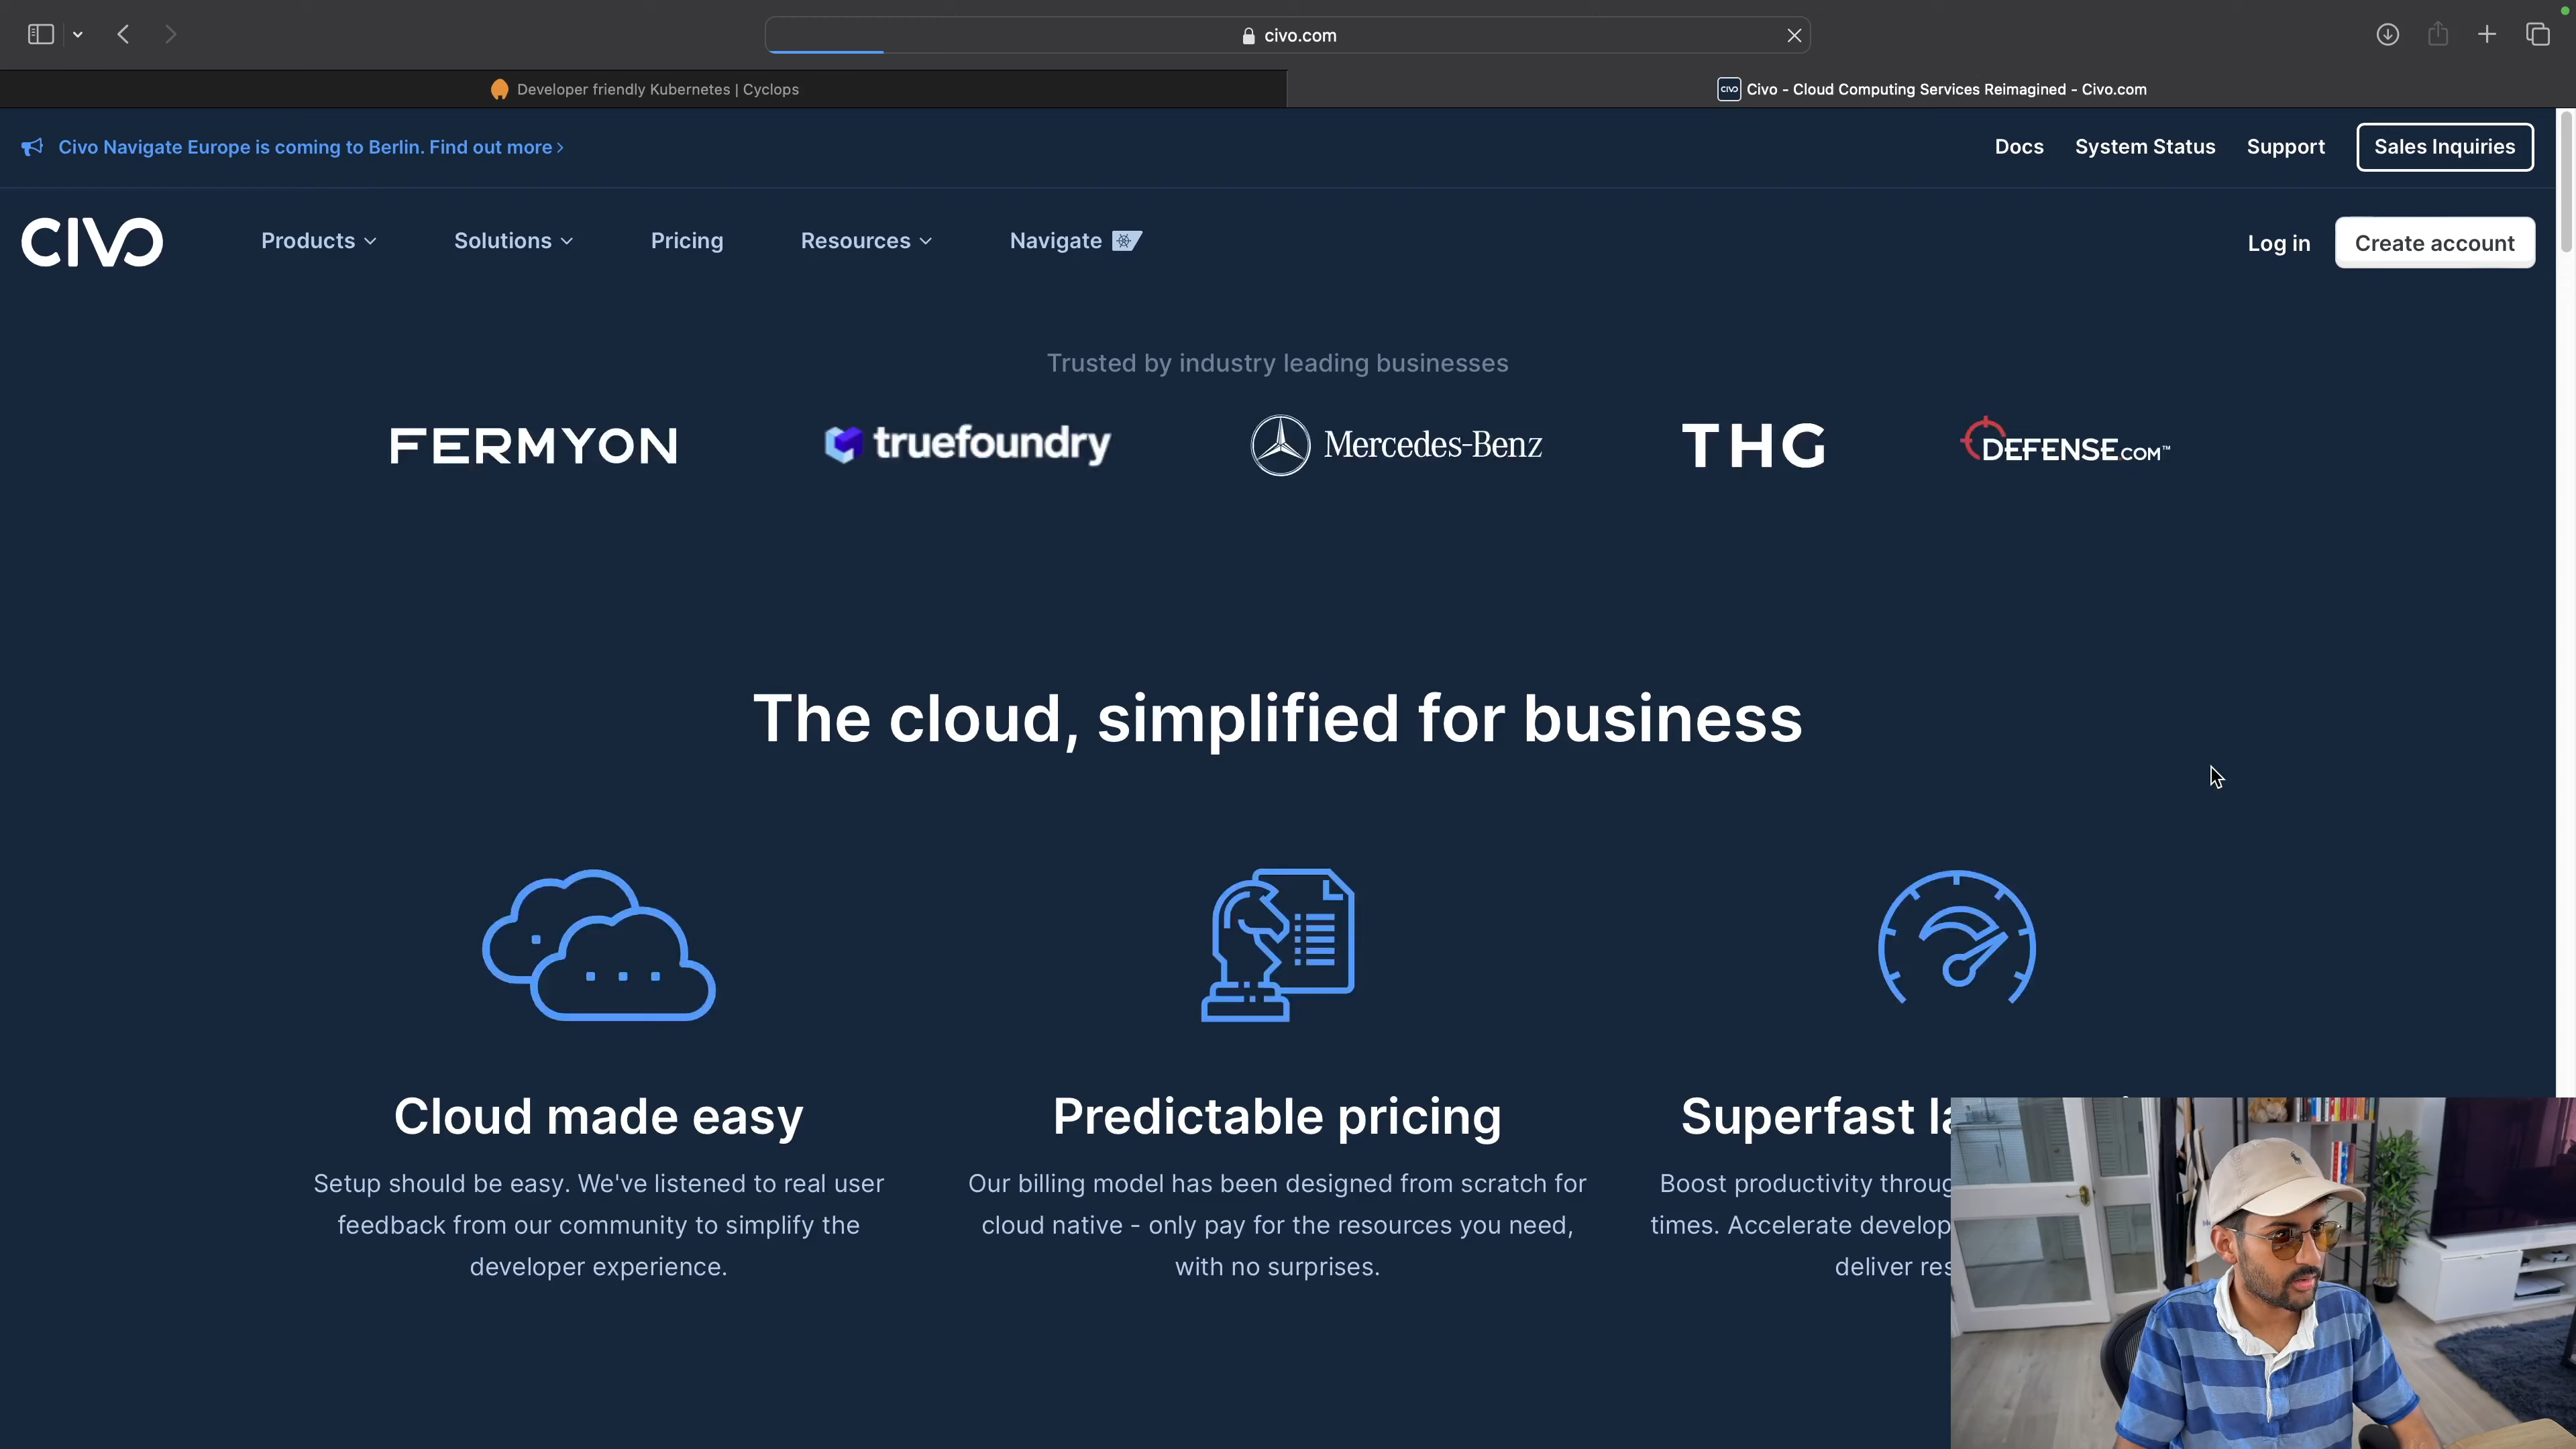 civo.com
Developer friendly Kubernetes | Cyclops
CIVO Civo - Cloud Computing Services Reimagined - Civo.com
Civo Navigate Europe is coming to Berlin. Find out more ›
Docs System Status Support Sales Inquiries
CIVO Products Solutions Pricing Resources Navigate Log in Create account
Trusted by industry leading businesses
FERMYON truefoundry Mercedes-Benz THG DEFENSE.COM™
The cloud, simplified for business
Cloud made easy
Setup should be easy. We've listened to real user
feedback from our community to simplify the
developer experience.
Predictable pricing
Our billing model has been designed from scratch for
cloud native - only pay for the resources you need,
with no surprises.
Superfast
Boost productivity
times. Accelerate
deliver